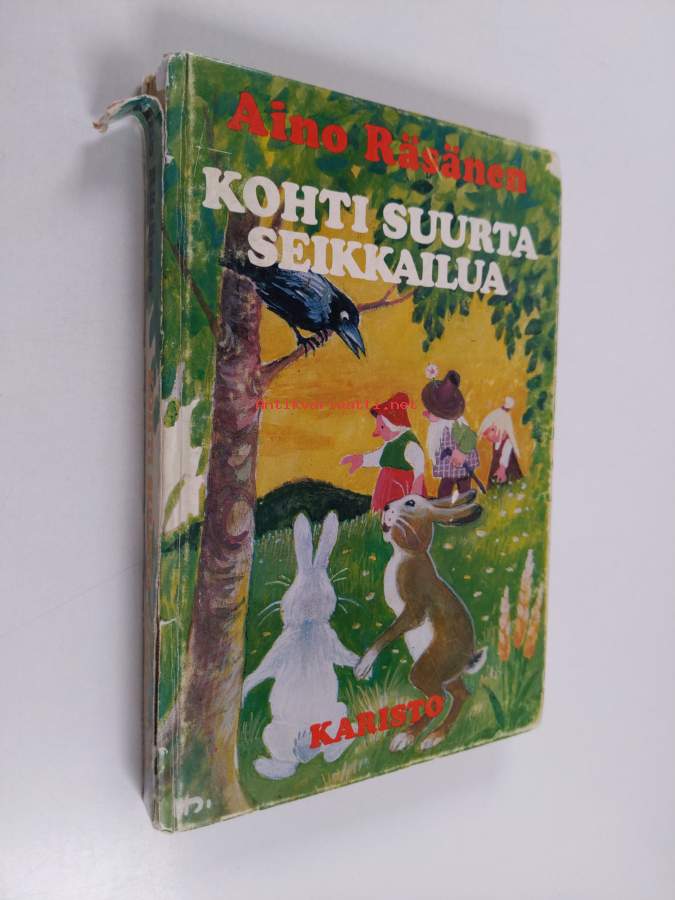 Aino Räsänen
KOHTI SUURTA
SEIKKAILUA
antikvariaatti.net
KARISTO